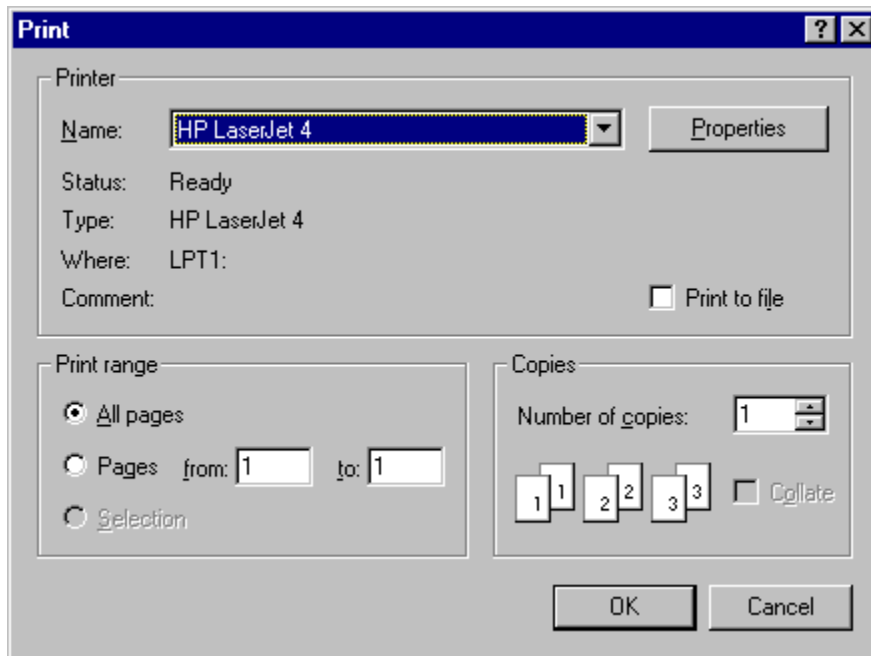 Print
Printer
Name: HP LaserJet 4 Properties
Status: Ready
Type: HP LaserJet 4
Where: LPT1:
Comment: Print to file
Print range
All pages
Pages from: 1 to: 1
Selection
Copies
Number of copies: 1
1 1 2 2 3 3 Collate
OK Cancel